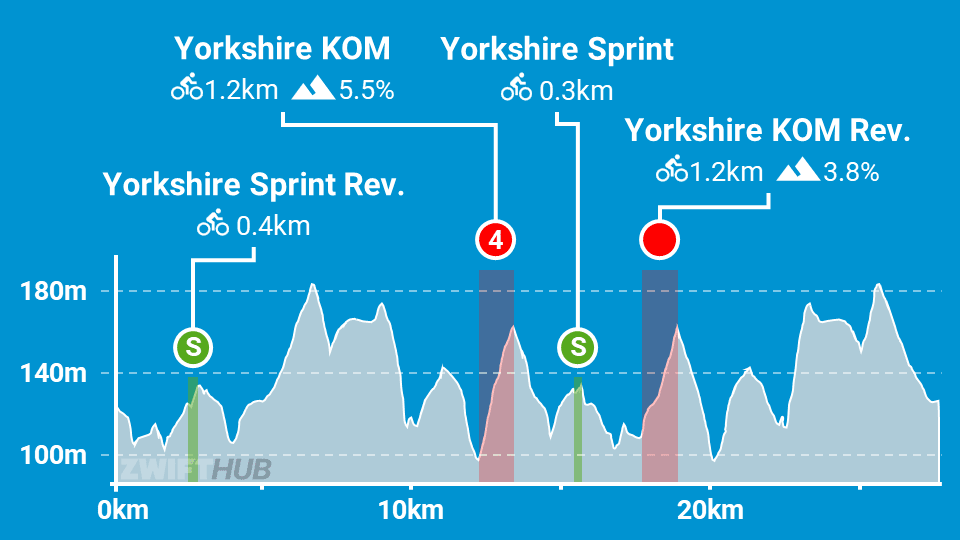 Yorkshire KOM
1.2km 5.5%
Yorkshire Sprint
0.3km
Yorkshire KOM Rev.
1.2km 3.8%
Yorkshire Sprint Rev.
0.4km
4
180m
S
S
140m
100m
ZWIFTHUB
0km
10km
20km